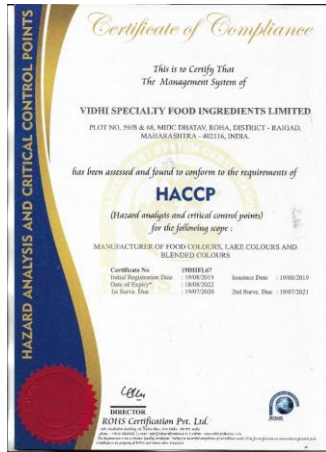 HAZARD ANALYSIS AND CRITICAL CONTROL POINTS
Certificate of Compliance
This is to Certify That
The Management System of
VIDHI SPECIALTY FOOD INGREDIENTS LIMITED
PLOT NO. 59/B & 68, MIDC DHATAV, ROHA, DISTRICT - RAIGAD,
MAHARASHTRA - 402116, INDIA.
has been assessed and found to conform to the requirements of
HACCP
(Hazard analysis and critical control points)
for the following scope :
MANUFACTURER OF FOOD COLOURS, LAKE COLOURS AND
BLENDED COLOURS
Certificate No : 19DHIFL67
Initial Registration Date : 19/08/2019 Issuance Date : 19/08/2019
Date of Expiry* : 18/08/2022
1st Surve. Due : 19/07/2020 2nd Surve. Due : 19/07/2021
DIRECTOR
ROHS Certification Pvt. Ltd.
ROHS